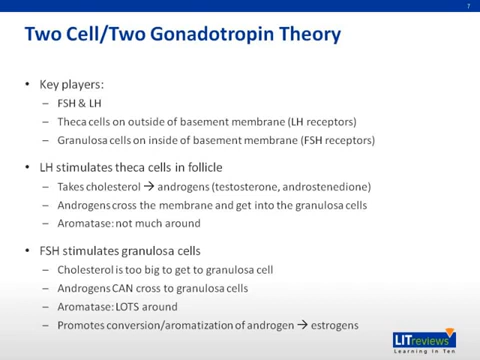 7
Two Cell/Two Gonadotropin Theory
• Key players:
– FSH & LH
– Theca cells on outside of basement membrane (LH receptors)
– Granulosa cells on inside of basement membrane (FSH receptors)
• LH stimulates theca cells in follicle
– Takes cholesterol → androgens (testosterone, androstenedione)
– Androgens cross the membrane and get into the granulosa cells
– Aromatase: not much around
• FSH stimulates granulosa cells
– Cholesterol is too big to get to granulosa cell
– Androgens CAN cross to granulosa cells
– Aromatase: LOTS around
– Promotes conversion/aromatization of androgen → estrogens
LITreviews
Learning in Ten